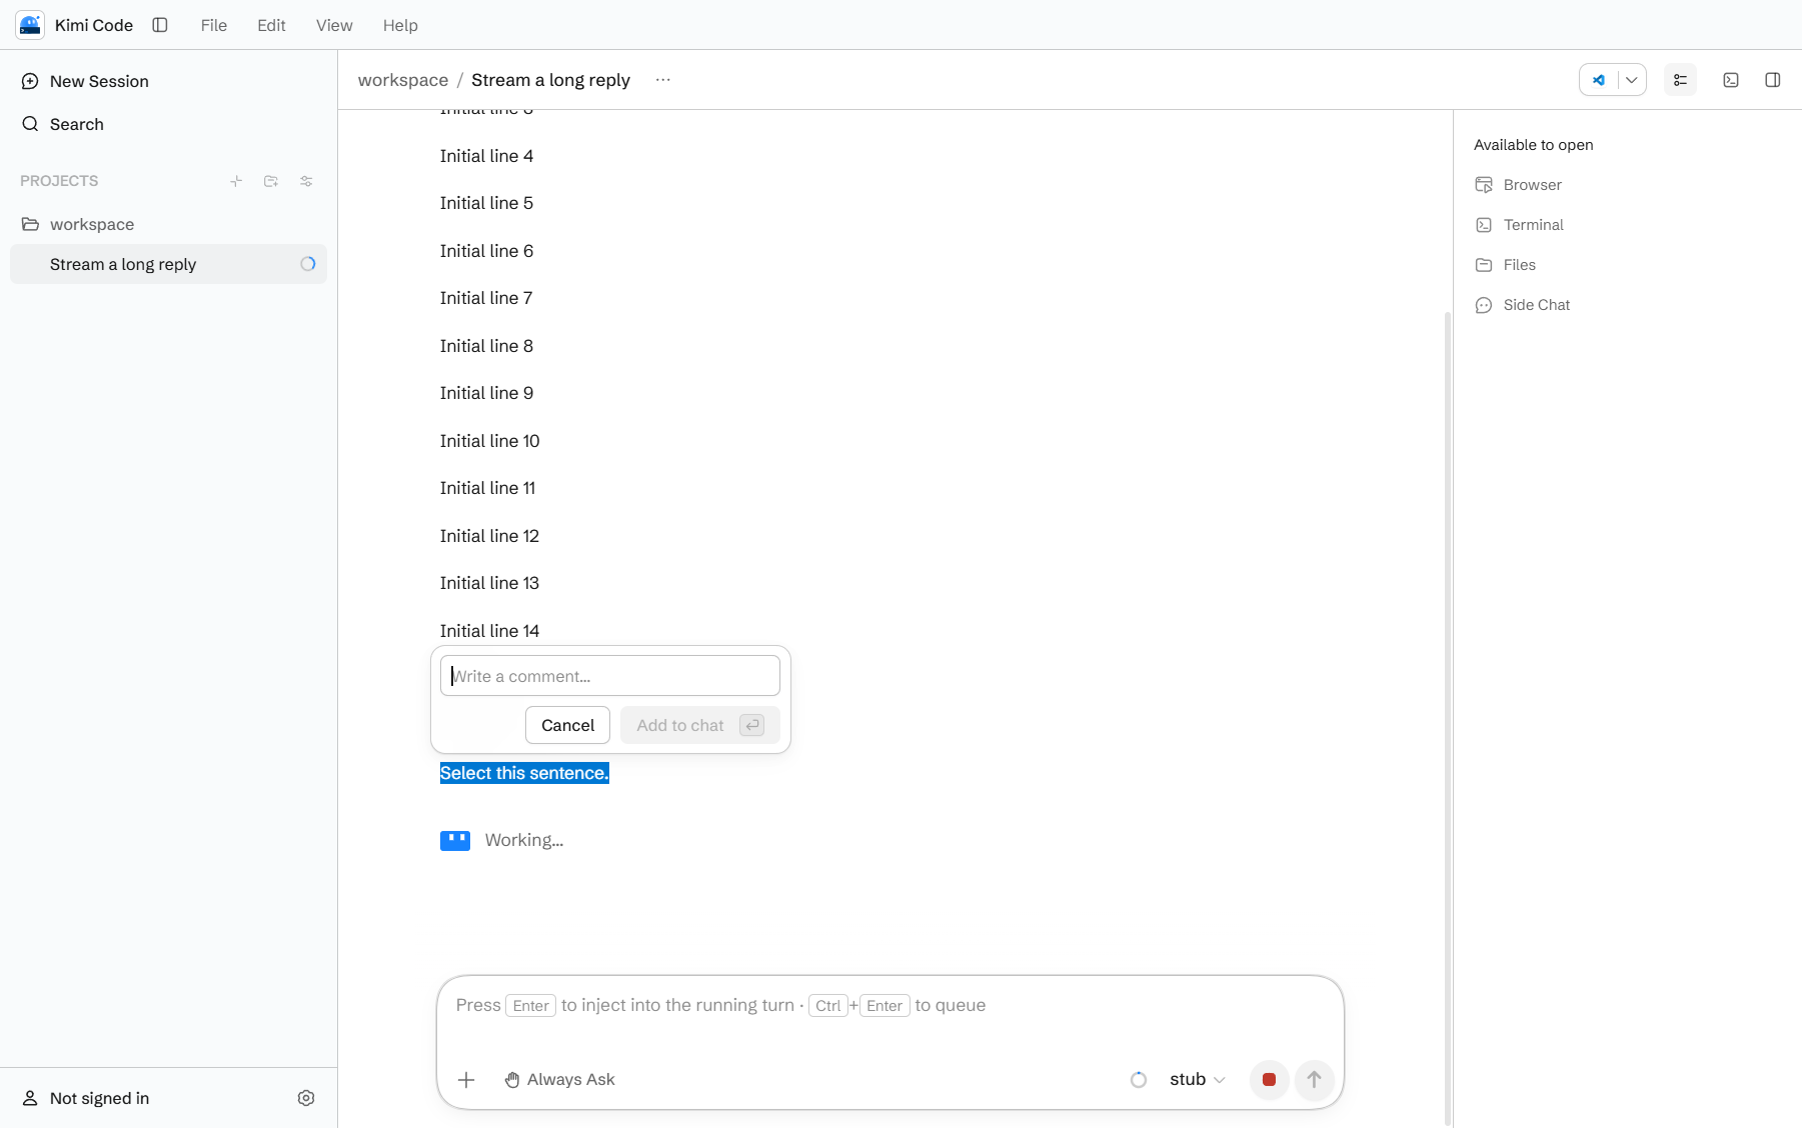 Kimi Code File Edit View Help
New Session
Search
PROJECTS
workspace
Stream a long reply
Not signed in
workspace / Stream a long reply ...
Initial line 4
Initial line 5
Initial line 6
Initial line 7
Initial line 8
Initial line 9
Initial line 10
Initial line 11
Initial line 12
Initial line 13
Initial line 14
Write a comment...
Cancel Add to chat
Select this sentence.
Working...
Press Enter to inject into the running turn · Ctrl+Enter to queue
Always Ask stub
Available to open
Browser
Terminal
Files
Side Chat